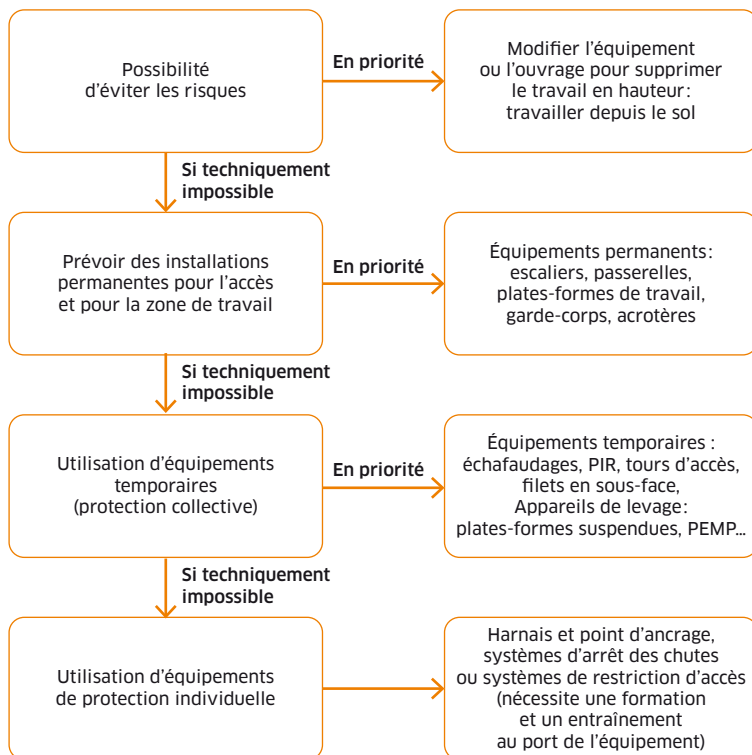 Possibilité
d'éviter les risques
En priorité
Modifier l'équipement
ou l'ouvrage pour supprimer
le travail en hauteur:
travailler depuis le sol
Si techniquement
impossible
Prévoir des installations
permanentes pour l'accès
et pour la zone de travail
En priorité
Équipements permanents:
escaliers, passerelles,
plates-formes de travail,
garde-corps, acrotères
Si techniquement
impossible
Utilisation d'équipements
temporaires
(protection collective)
En priorité
Équipements temporaires :
échafaudages, PIR, tours d'accès,
filets en sous-face,
Appareils de levage:
plates-formes suspendues, PEMP...
Si techniquement
impossible
Utilisation d'équipements
de protection individuelle
Harnais et point d'ancrage,
systèmes d'arrêt des chutes
ou systèmes de restriction d'accès
(nécessite une formation
et un entraînement
au port de l'équipement)